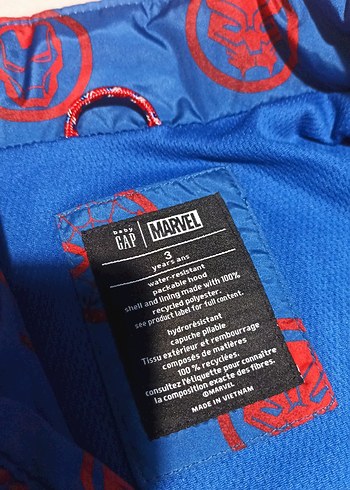 baby
GAP
MARVEL
3
years ans
water-resistant
packable hood
shell and lining made with 100%
recycled polyester.
see product label for full content.
hydrorésistant
capuche pliable
Tissu extérieur et rembourrage
composés de matières
100 % recyclées.
consultez l'étiquette pour connaître
la composition exacte des fibres.
©MARVEL
MADE IN VIETNAM